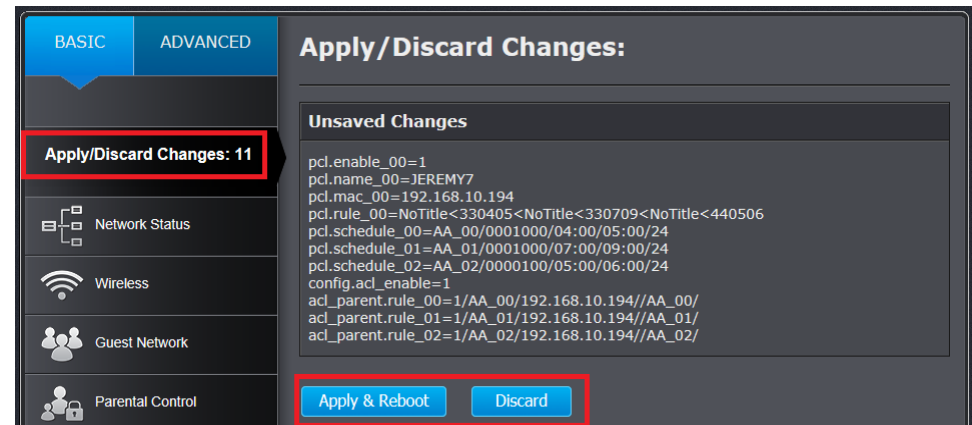 BASIC
ADVANCED
Apply/Discard Changes: 11
Network Status
Wireless
Guest Network
Parental Control
Apply/Discard Changes:
Unsaved Changes
pcl.enable_00=1
pcl.name_00=JEREMY7
pcl.mac_00=192.168.10.194
pcl.rule_00=NoTitle<330405<NoTitle<330709<NoTitle<440506
pcl.schedule_00=AA_00/0001000/04:00/05:00/24
pcl.schedule_01=AA_01/0001000/07:00/09:00/24
pcl.schedule_02=AA_02/0000100/05:00/06:00/24
config.acl_enable=1
acl_parent.rule_00=1/AA_00/192.168.10.194//AA_00/
acl_parent.rule_01=1/AA_01/192.168.10.194//AA_01/
acl_parent.rule_02=1/AA_02/192.168.10.194//AA_02/
Apply & Reboot
Discard